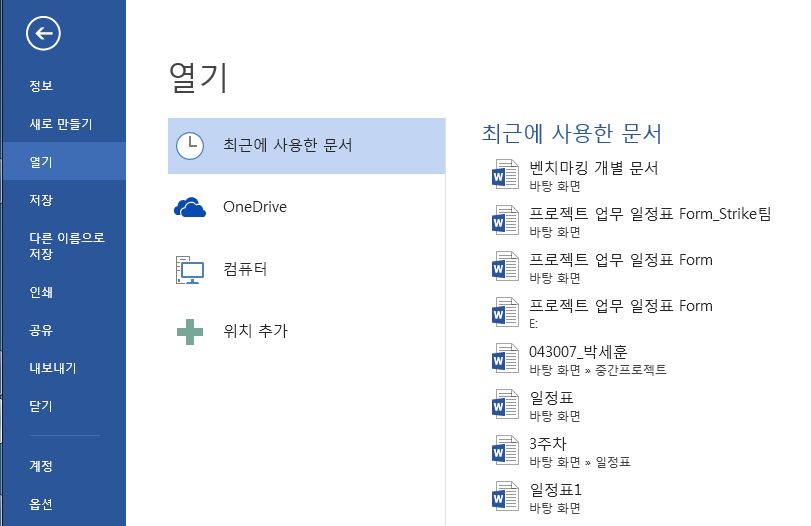 정보
새로 만들기
열기
저장
다른 이름으로
저장
인쇄
공유
내보내기
닫기
계정
옵션
열기
최근에 사용한 문서
OneDrive
컴퓨터
위치 추가
최근에 사용한 문서
벤치마킹 개별 문서
바탕 화면
프로젝트 업무 일정표 Form_Strike팀
바탕 화면
프로젝트 업무 일정표 Form
바탕 화면
프로젝트 업무 일정표 Form
E:
043007_박세훈
바탕 화면 » 중간프로젝트
일정표
바탕 화면
3주차
바탕 화면 » 일정표
일정표1
바탕 화면